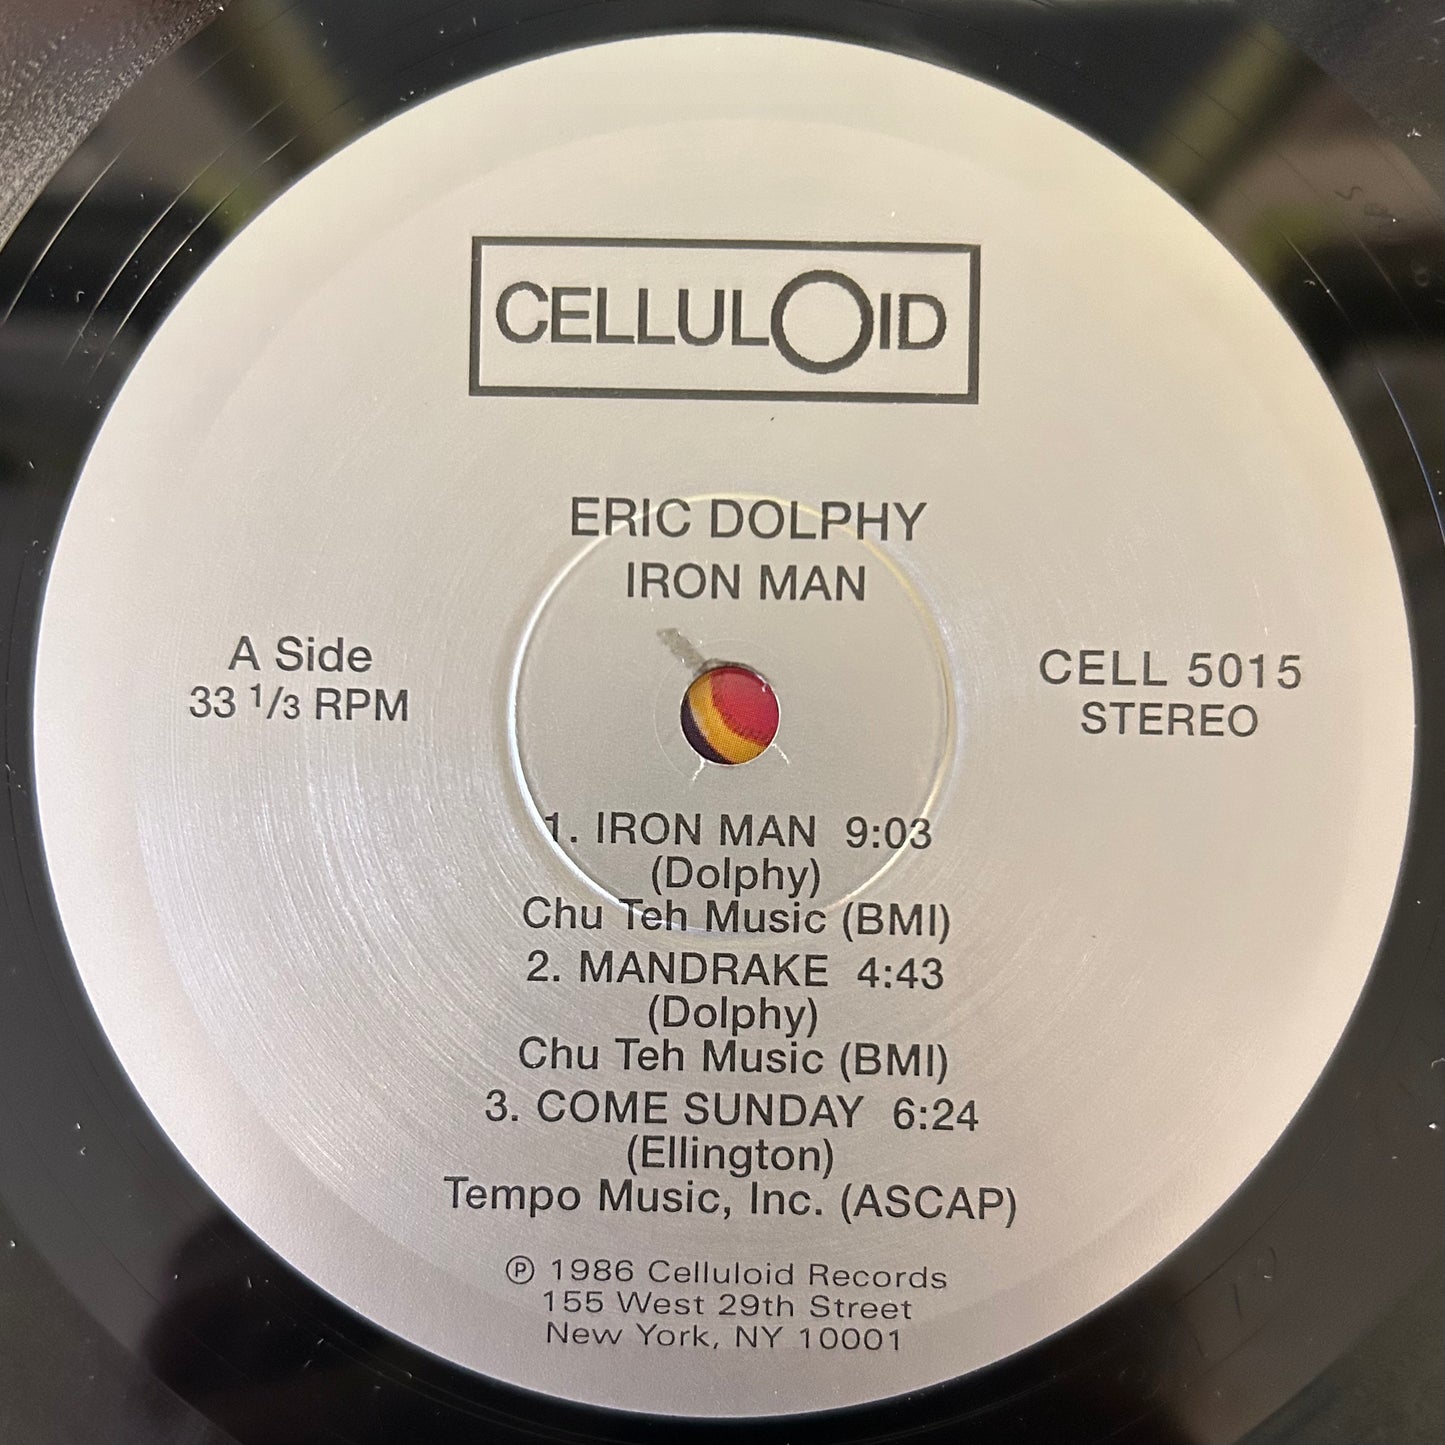 CELLULOID
ERIC DOLPHY
IRON MAN
A Side
33 1/3 RPM
CELL 5015
STEREO
1. IRON MAN 9:03
(Dolphy)
Chu Teh Music (BMI)
2. MANDRAKE 4:43
(Dolphy)
Chu Teh Music (BMI)
3. COME SUNDAY 6:24
(Ellington)
Tempo Music, Inc. (ASCAP)
℗ 1986 Celluloid Records
155 West 29th Street
New York, NY 10001